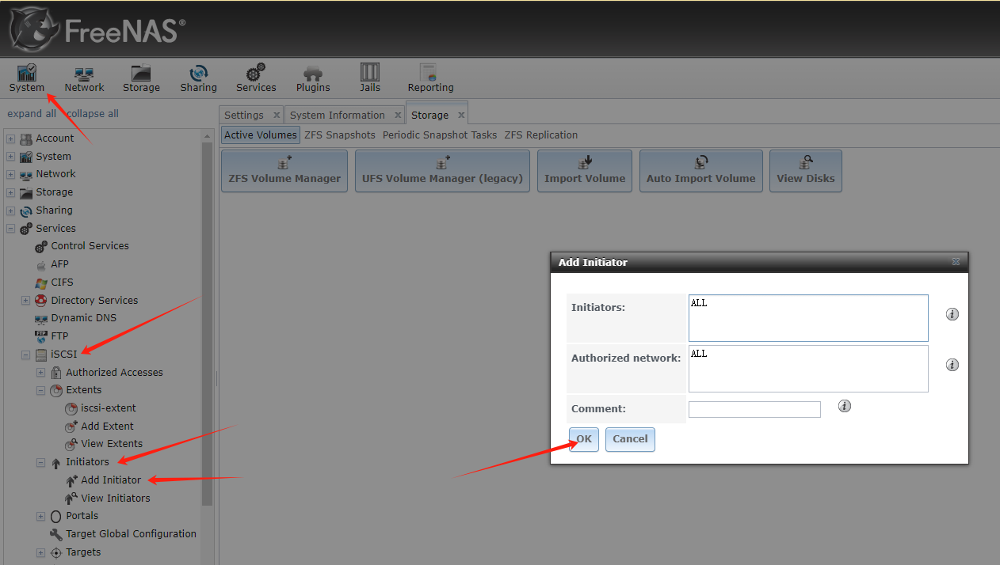 FreeNAS®
System Network Storage Sharing Services Plugins Jails Reporting
expand all collapse all
Account
System
Network
Storage
Sharing
Services
Control Services
AFP
CIFS
Directory Services
Dynamic DNS
FTP
FTP
iSCSI
Authorized Accesses
Extents
iscsi-extent
Add Extent
View Extents
Initiators
Add Initiator
View Initiators
Portals
Target Global Configuration
Targets
Settings x System Information x Storage x
Active Volumes ZFS Snapshots Periodic Snapshot Tasks ZFS Replication
ZFS Volume Manager UFS Volume Manager (legacy) Import Volume Auto Import Volume View Disks
Add Initiator
Initiators: ALL
Authorized network: ALL
Comment:
OK Cancel